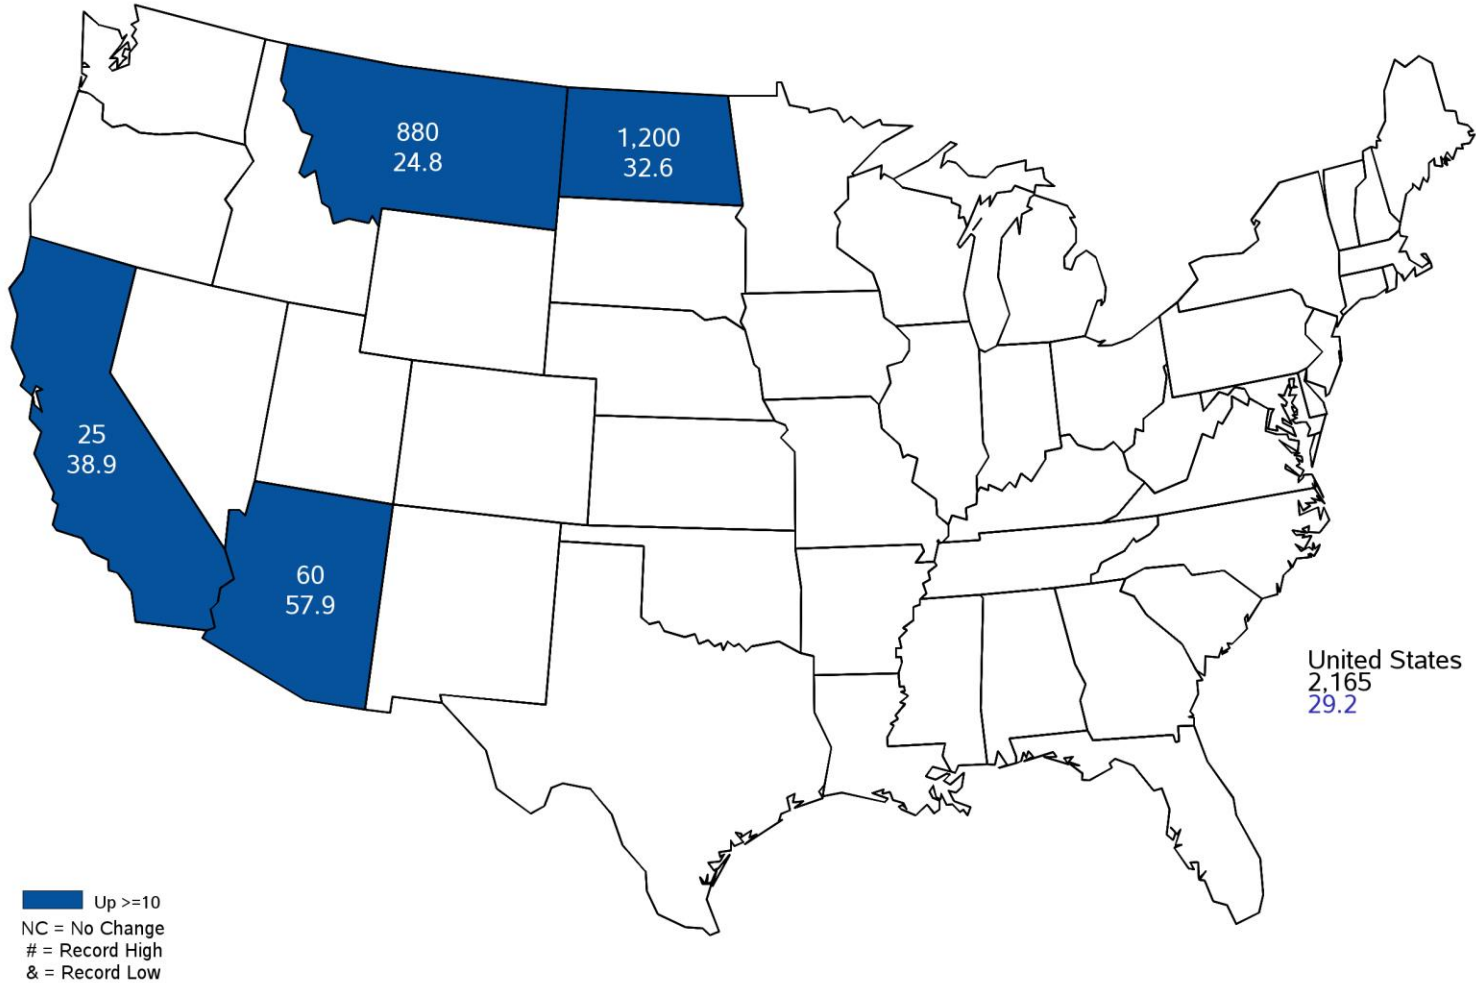 880
24.8
1,200
32.6
25
38.9
60
57.9
United States
2,165
29.2
Up >=10
NC = No Change
# = Record High
& = Record Low